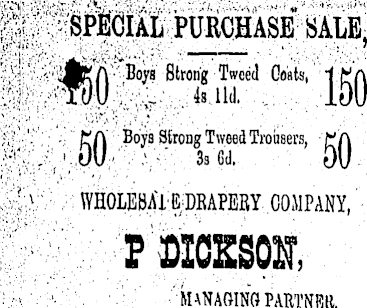 SPECIAL PURCHASE SALE,
150 Boys Strong Tweed Coats, 150
4s 11d.
50 Boys Strong Tweed Trousers, 50
3s 6d.
WHOLESALE DRAPERY COMPANY,
P DICKSON,
MANAGING PARTNER.